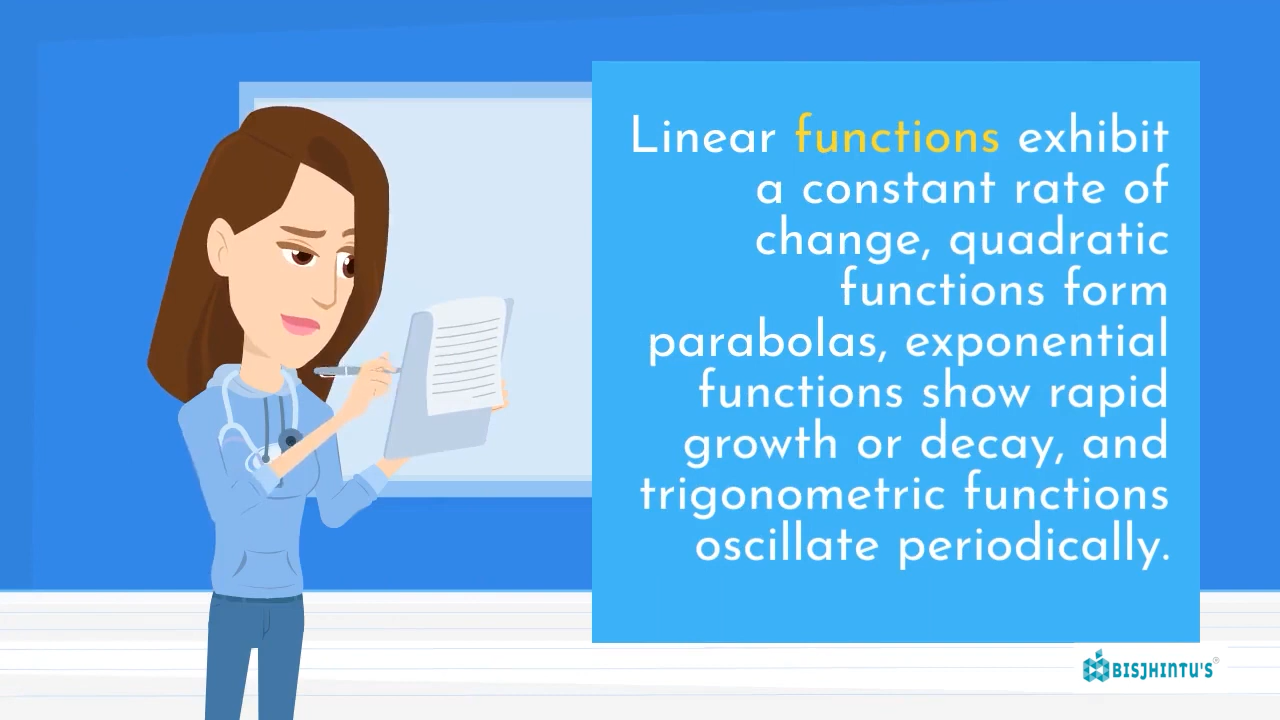 Linear functions exhibit
a constant rate of
change, quadratic
functions form
parabolas, exponential
functions show rapid
growth or decay, and
trigonometric functions
oscillate periodically.
BISJHINTU'S®